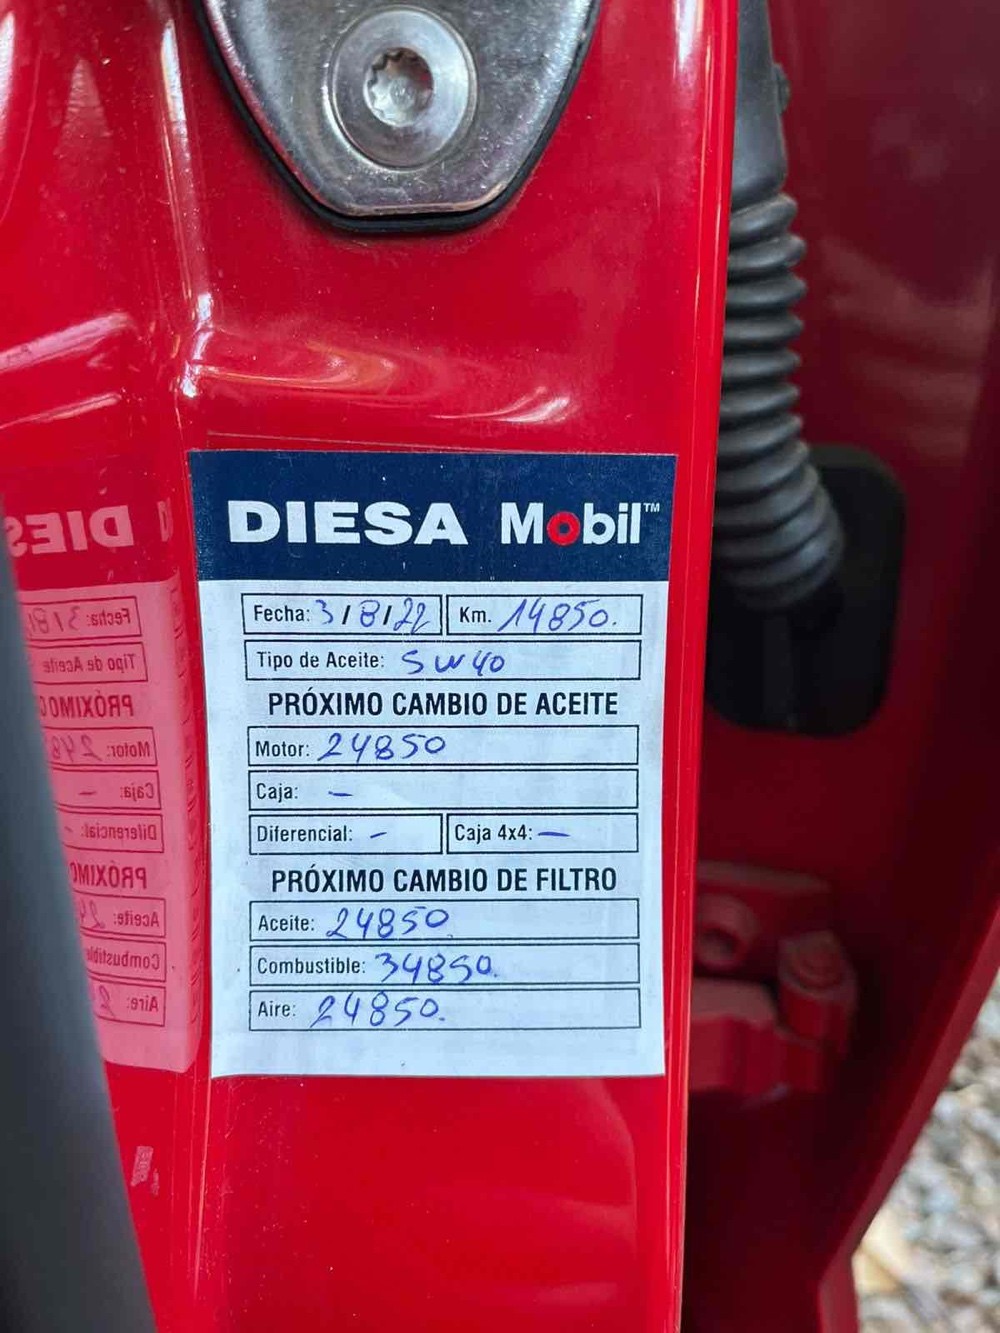 DIESA Mobil™
Fecha: 3/8/22 Km. 14850.
Tipo de Aceite: 5W40
PRÓXIMO CAMBIO DE ACEITE
Motor: 24850
Caja: –
Diferencial: – Caja 4x4: –
PRÓXIMO CAMBIO DE FILTRO
Aceite: 24850
Combustible: 34850.
Aire: 24850.